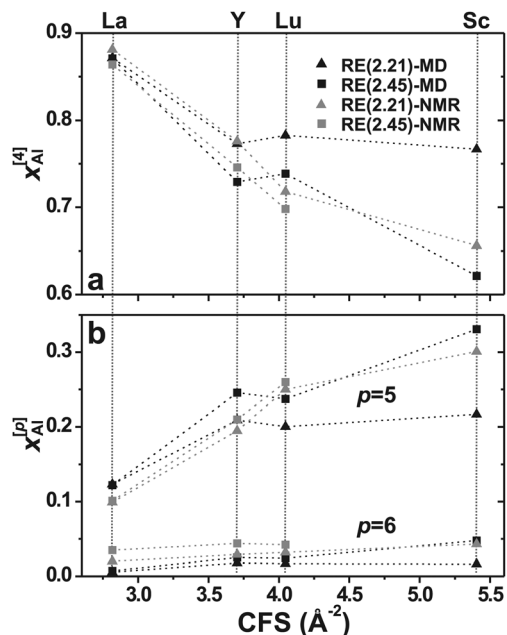 La Y Lu Sc
0.9
0.8
0.7
0.6
x[4]Al
RE(2.21)-MD
RE(2.45)-MD
RE(2.21)-NMR
RE(2.45)-NMR
a
b
0.3
0.2
0.1
0.0
x[p]Al
p=5
p=6
3.0 3.5 4.0 4.5 5.0 5.5
CFS (Å-2)